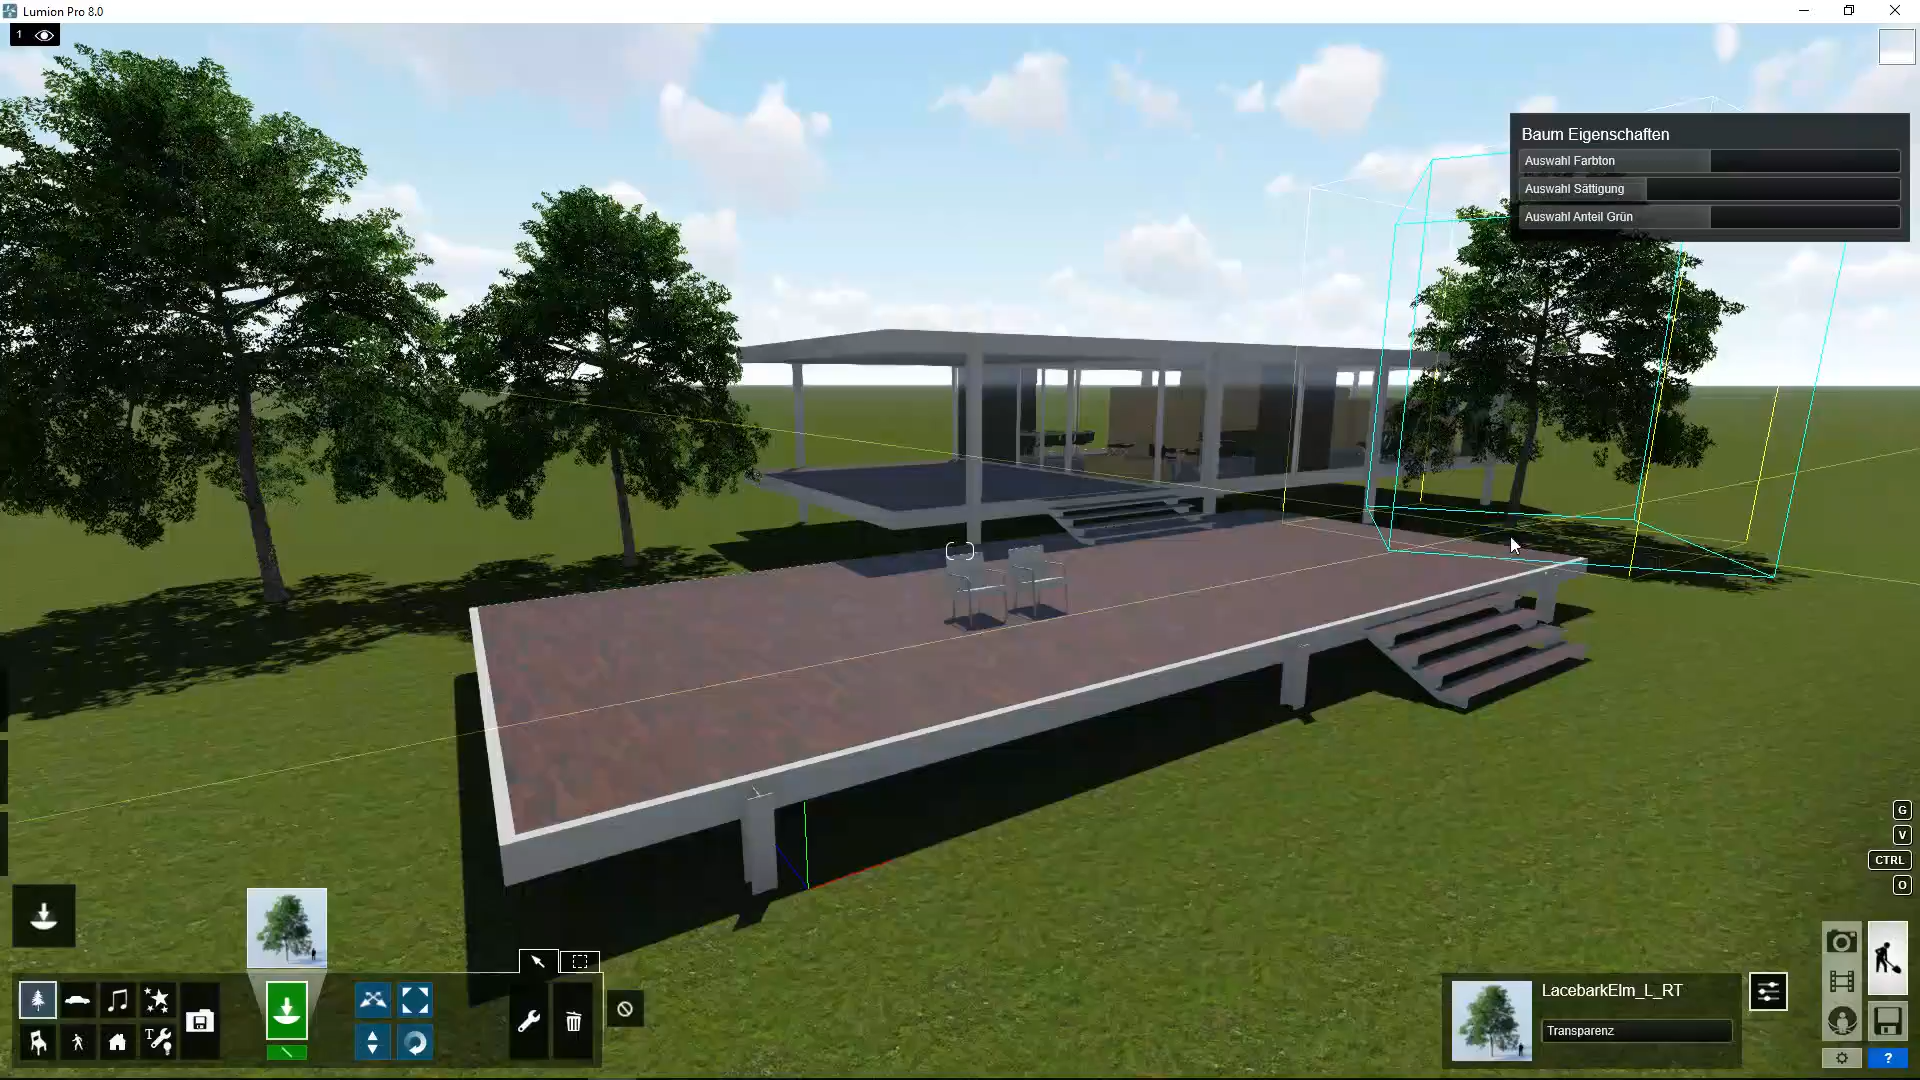 Lumion Pro 8.0
1
Baum Eigenschaften
Auswahl Farbton
Auswahl Sättigung
Auswahl Anteil Grün
G
V
CTRL
O
LacebarkElm_L_RT
Transparenz
T
?